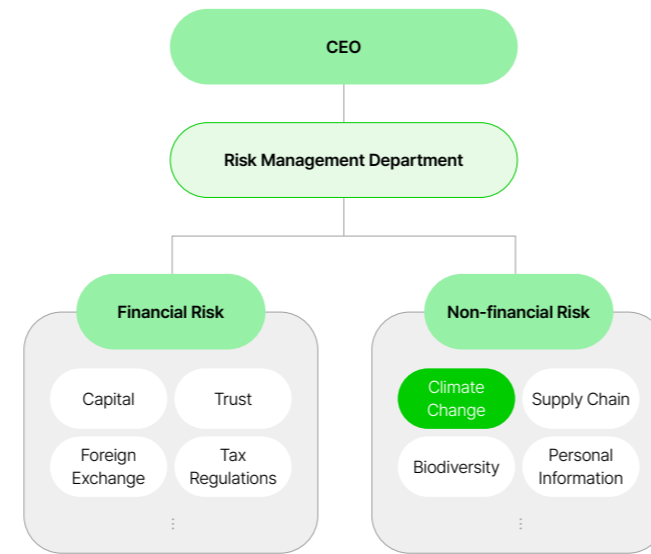 CEO
Risk Management Department
Financial Risk
Capital
Trust
Foreign
Exchange
Tax
Regulations
⋮
Non-financial Risk
Climate
Change
Supply Chain
Biodiversity
Personal
Information
⋮